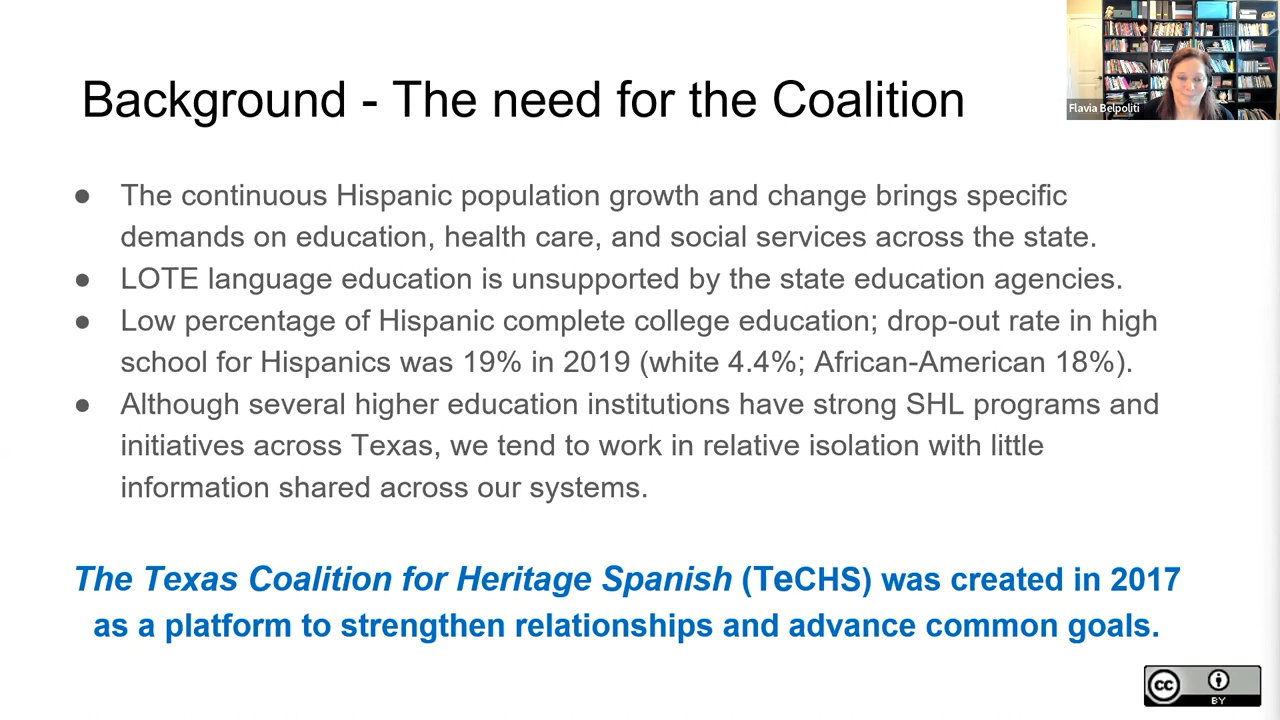 Background - The need for the Coalition
Flavia Belpoliti
● The continuous Hispanic population growth and change brings specific
demands on education, health care, and social services across the state.
● LOTE language education is unsupported by the state education agencies.
● Low percentage of Hispanic complete college education; drop-out rate in high
school for Hispanics was 19% in 2019 (white 4.4%; African-American 18%).
● Although several higher education institutions have strong SHL programs and
initiatives across Texas, we tend to work in relative isolation with little
information shared across our systems.
The Texas Coalition for Heritage Spanish (TeCHS) was created in 2017
as a platform to strengthen relationships and advance common goals.
cc
BY